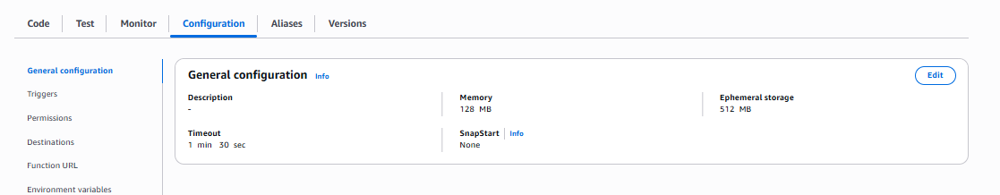 Code Test Monitor Configuration Aliases Versions
General configuration
Triggers
Permissions
Destinations
Function URL
Environment variables
General configuration Info
Edit
Description
-
Memory
128 MB
Ephemeral storage
512 MB
Timeout
1 min 30 sec
SnapStart Info
None